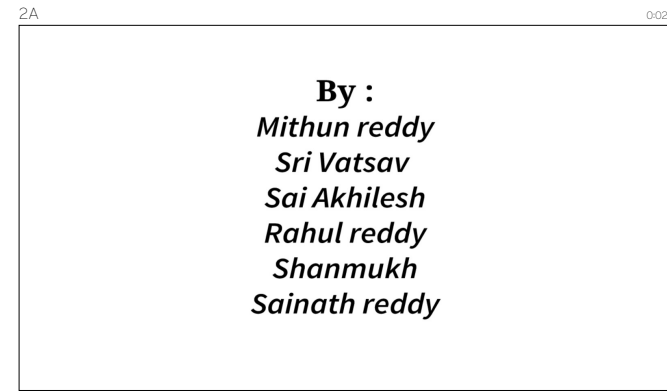 2A
0:02
By :
Mithun reddy
Sri Vatsav
Sai Akhilesh
Rahul reddy
Shanmukh
Sainath reddy